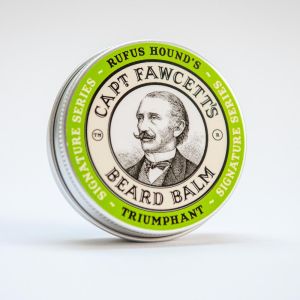 ~ RUFUS HOUND'S ~
SIGNATURE SERIES
CAPT FAWCETT'S
TM
®
BEARD BALM
SIGNATURE SERIES
~ TRIUMPHANT ~